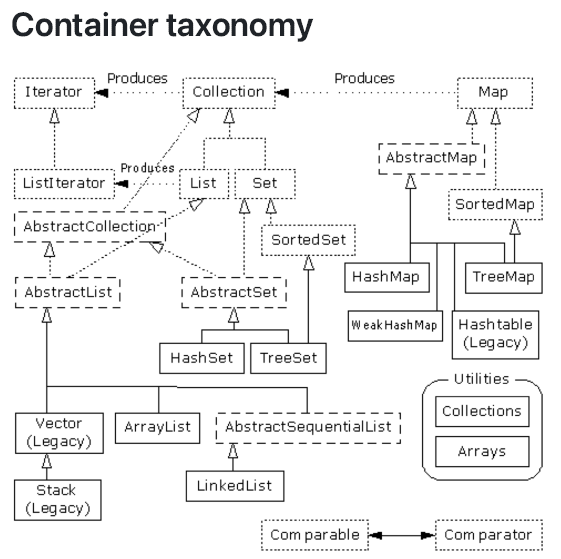 Container taxonomy
Produces
Produces
Iterator
Collection
Map
AbstractMap
Produces
ListIterator
List
Set
SortedMap
AbstractCollection
SortedSet
HashMap
TreeMap
AbstractList
AbstractSet
WeakHashMap
Hashtable
(Legacy)
HashSet
TreeSet
Utilities
Collections
Vector
(Legacy)
ArrayList
AbstractSequentialList
Arrays
LinkedList
Stack
(Legacy)
Comparable
Comparator